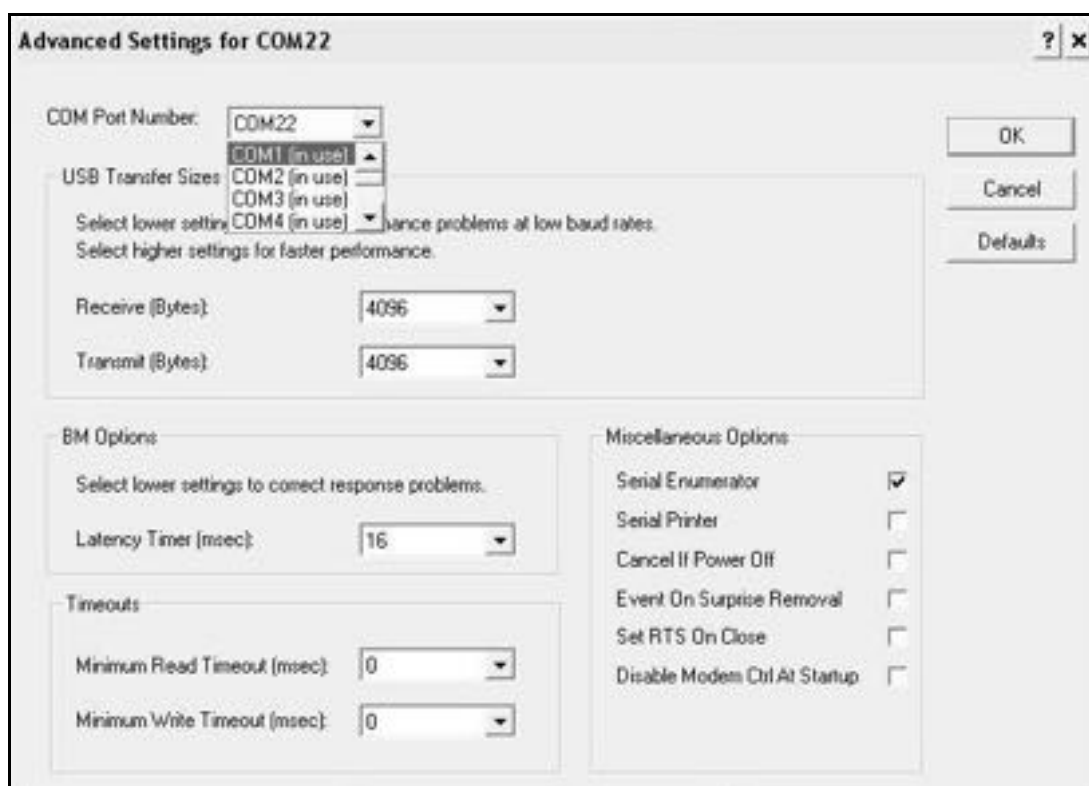 Advanced Settings for COM22
? x
COM Port Number: COM22
COM1 (in use)
COM2 (in use)
COM3 (in use)
COM4 (in use)
OK
Cancel
Defaults
USB Transfer Sizes
Select lower settin ance problems at low baud rates.
Select higher settings for faster performance.
Receive (Bytes): 4096
Transmit (Bytes): 4096
BM Options
Select lower settings to correct response problems.
Latency Timer (msec): 16
Timeouts
Minimum Read Timeout (msec): 0
Minimum Write Timeout (msec): 0
Miscellaneous Options
Serial Enumerator
Serial Printer
Cancel If Power Off
Event On Surprise Removal
Set RTS On Close
Disable Modem Ctrl At Startup